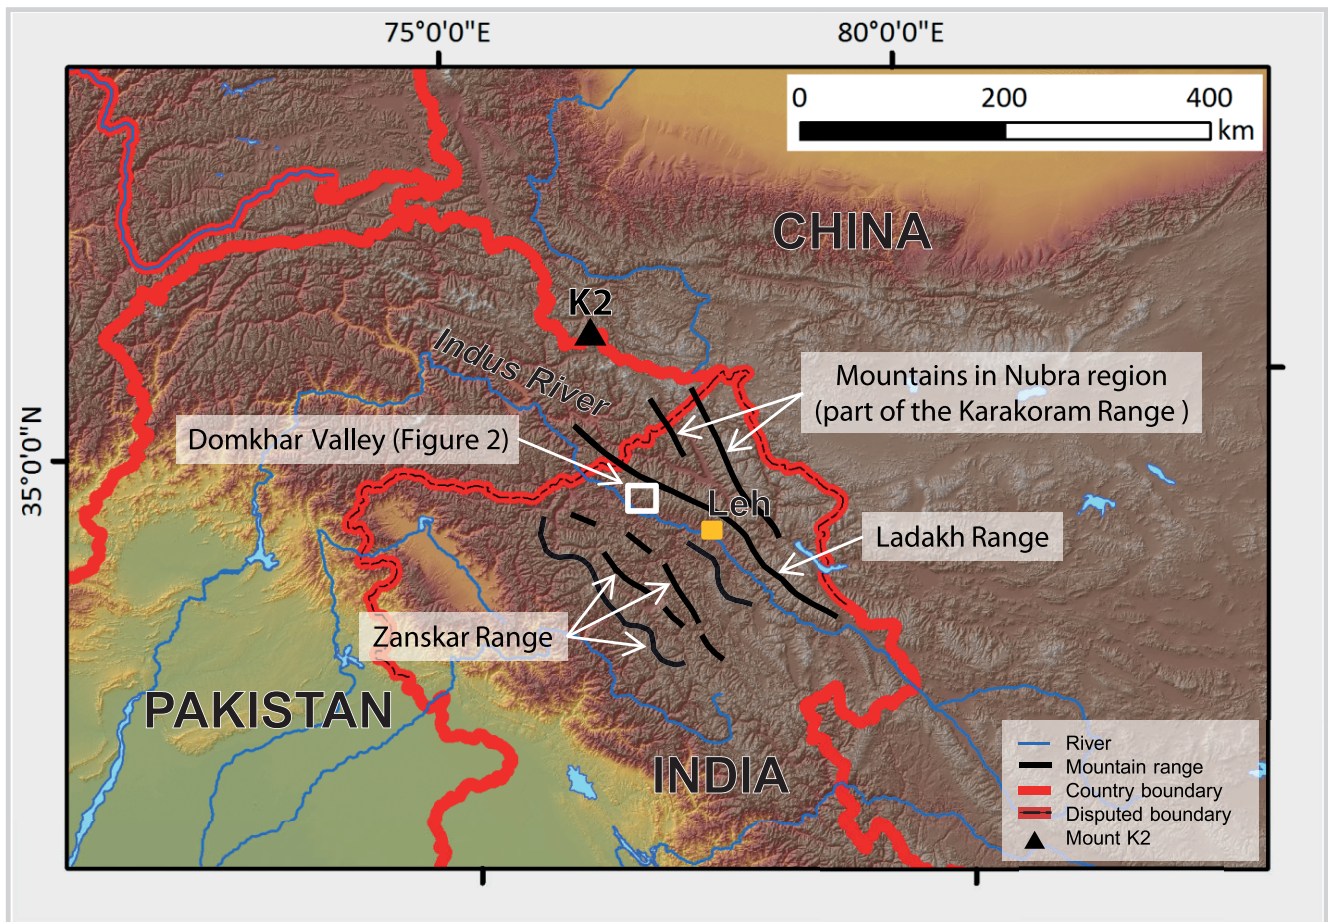 75°0'0"E
80°0'0"E
0
200
400
km
CHINA
K2
Indus River
Mountains in Nubra region
(part of the Karakoram Range )
Domkhar Valley (Figure 2)
35°0'0"N
Leh
Ladakh Range
Zanskar Range
PAKISTAN
INDIA
River
Mountain range
Country boundary
Disputed boundary
Mount K2